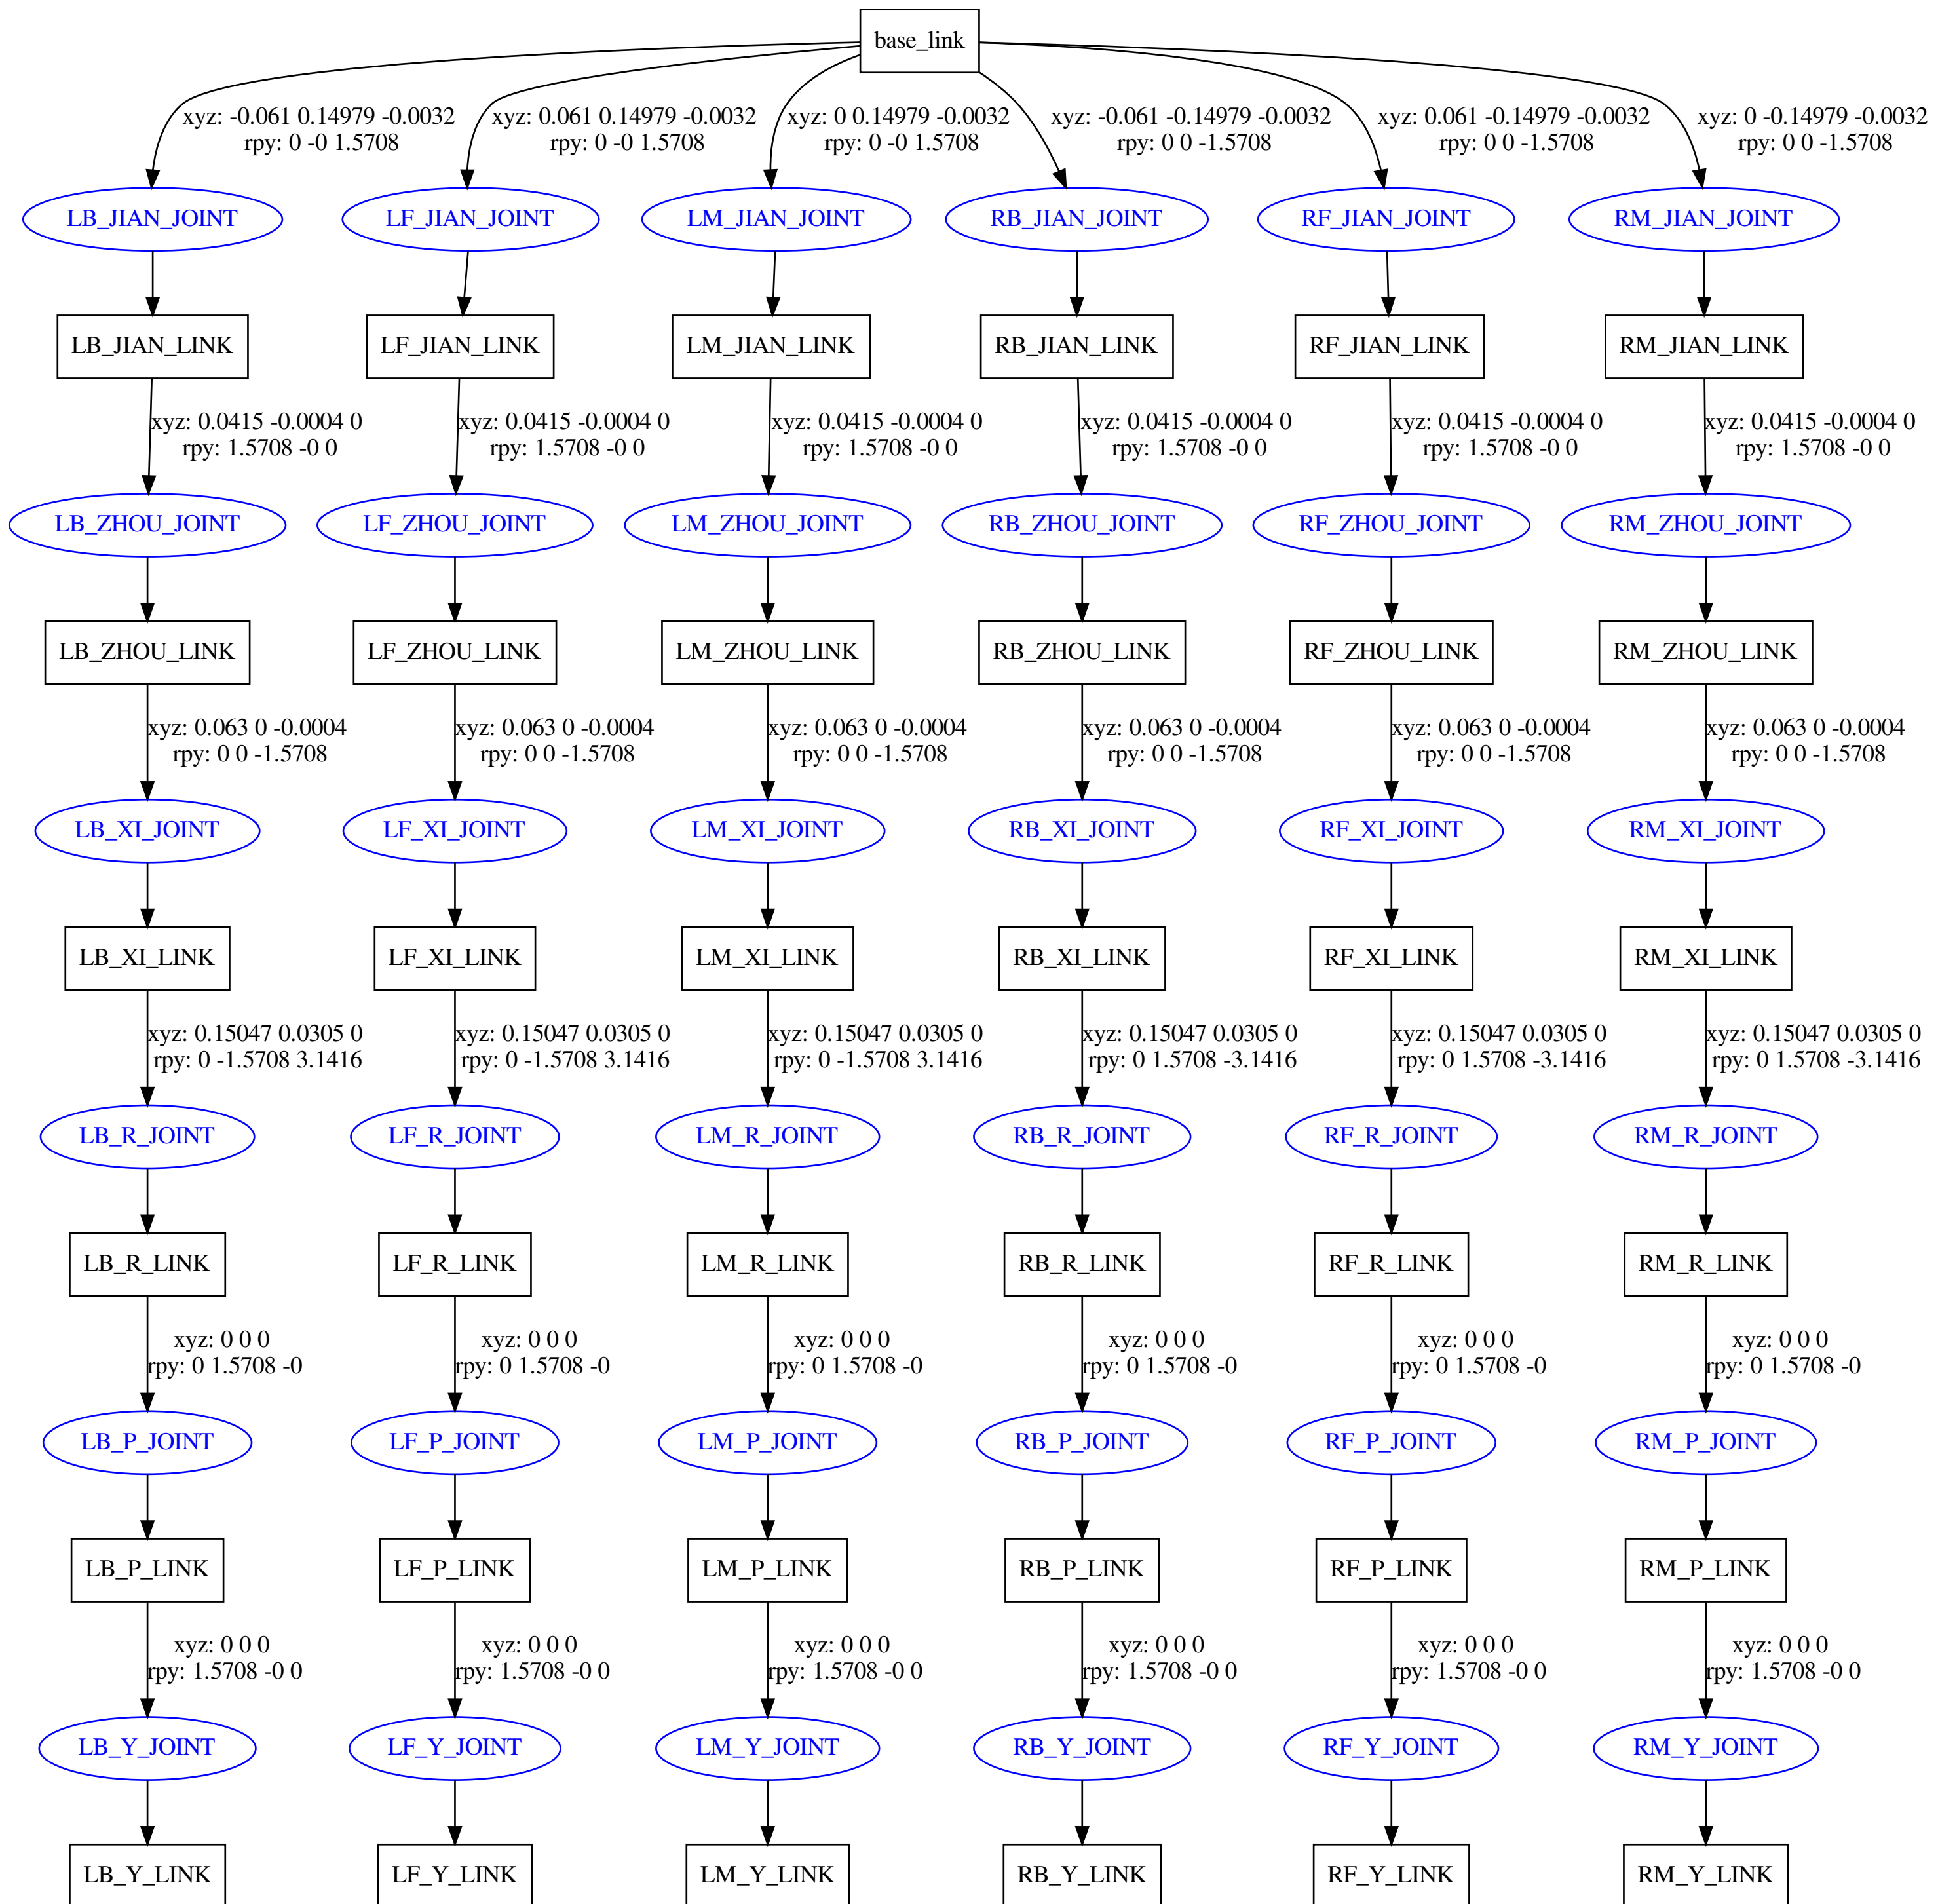 base_link
xyz: -0.061 0.14979 -0.0032
rpy: 0 -0 1.5708
xyz: 0.061 0.14979 -0.0032
rpy: 0 -0 1.5708
xyz: 0 0.14979 -0.0032
rpy: 0 -0 1.5708
xyz: -0.061 -0.14979 -0.0032
rpy: 0 0 -1.5708
xyz: 0.061 -0.14979 -0.0032
rpy: 0 0 -1.5708
xyz: 0 -0.14979 -0.0032
rpy: 0 0 -1.5708
LB_JIAN_JOINT
LF_JIAN_JOINT
LM_JIAN_JOINT
RB_JIAN_JOINT
RF_JIAN_JOINT
RM_JIAN_JOINT
LB_JIAN_LINK
LF_JIAN_LINK
LM_JIAN_LINK
RB_JIAN_LINK
RF_JIAN_LINK
RM_JIAN_LINK
xyz: 0.0415 -0.0004 0
rpy: 1.5708 -0 0
xyz: 0.0415 -0.0004 0
rpy: 1.5708 -0 0
xyz: 0.0415 -0.0004 0
rpy: 1.5708 -0 0
xyz: 0.0415 -0.0004 0
rpy: 1.5708 -0 0
xyz: 0.0415 -0.0004 0
rpy: 1.5708 -0 0
xyz: 0.0415 -0.0004 0
rpy: 1.5708 -0 0
LB_ZHOU_JOINT
LF_ZHOU_JOINT
LM_ZHOU_JOINT
RB_ZHOU_JOINT
RF_ZHOU_JOINT
RM_ZHOU_JOINT
LB_ZHOU_LINK
LF_ZHOU_LINK
LM_ZHOU_LINK
RB_ZHOU_LINK
RF_ZHOU_LINK
RM_ZHOU_LINK
xyz: 0.063 0 -0.0004
rpy: 0 0 -1.5708
xyz: 0.063 0 -0.0004
rpy: 0 0 -1.5708
xyz: 0.063 0 -0.0004
rpy: 0 0 -1.5708
xyz: 0.063 0 -0.0004
rpy: 0 0 -1.5708
xyz: 0.063 0 -0.0004
rpy: 0 0 -1.5708
xyz: 0.063 0 -0.0004
rpy: 0 0 -1.5708
LB_XI_JOINT
LF_XI_JOINT
LM_XI_JOINT
RB_XI_JOINT
RF_XI_JOINT
RM_XI_JOINT
LB_XI_LINK
LF_XI_LINK
LM_XI_LINK
RB_XI_LINK
RF_XI_LINK
RM_XI_LINK
xyz: 0.15047 0.0305 0
rpy: 0 -1.5708 3.1416
xyz: 0.15047 0.0305 0
rpy: 0 -1.5708 3.1416
xyz: 0.15047 0.0305 0
rpy: 0 -1.5708 3.1416
xyz: 0.15047 0.0305 0
rpy: 0 1.5708 -3.1416
xyz: 0.15047 0.0305 0
rpy: 0 1.5708 -3.1416
xyz: 0.15047 0.0305 0
rpy: 0 1.5708 -3.1416
LB_R_JOINT
LF_R_JOINT
LM_R_JOINT
RB_R_JOINT
RF_R_JOINT
RM_R_JOINT
LB_R_LINK
LF_R_LINK
LM_R_LINK
RB_R_LINK
RF_R_LINK
RM_R_LINK
xyz: 0 0 0
rpy: 0 1.5708 -0
xyz: 0 0 0
rpy: 0 1.5708 -0
xyz: 0 0 0
rpy: 0 1.5708 -0
xyz: 0 0 0
rpy: 0 1.5708 -0
xyz: 0 0 0
rpy: 0 1.5708 -0
xyz: 0 0 0
rpy: 0 1.5708 -0
LB_P_JOINT
LF_P_JOINT
LM_P_JOINT
RB_P_JOINT
RF_P_JOINT
RM_P_JOINT
LB_P_LINK
LF_P_LINK
LM_P_LINK
RB_P_LINK
RF_P_LINK
RM_P_LINK
xyz: 0 0 0
rpy: 1.5708 -0 0
xyz: 0 0 0
rpy: 1.5708 -0 0
xyz: 0 0 0
rpy: 1.5708 -0 0
xyz: 0 0 0
rpy: 1.5708 -0 0
xyz: 0 0 0
rpy: 1.5708 -0 0
xyz: 0 0 0
rpy: 1.5708 -0 0
LB_Y_JOINT
LF_Y_JOINT
LM_Y_JOINT
RB_Y_JOINT
RF_Y_JOINT
RM_Y_JOINT
LB_Y_LINK
LF_Y_LINK
LM_Y_LINK
RB_Y_LINK
RF_Y_LINK
RM_Y_LINK